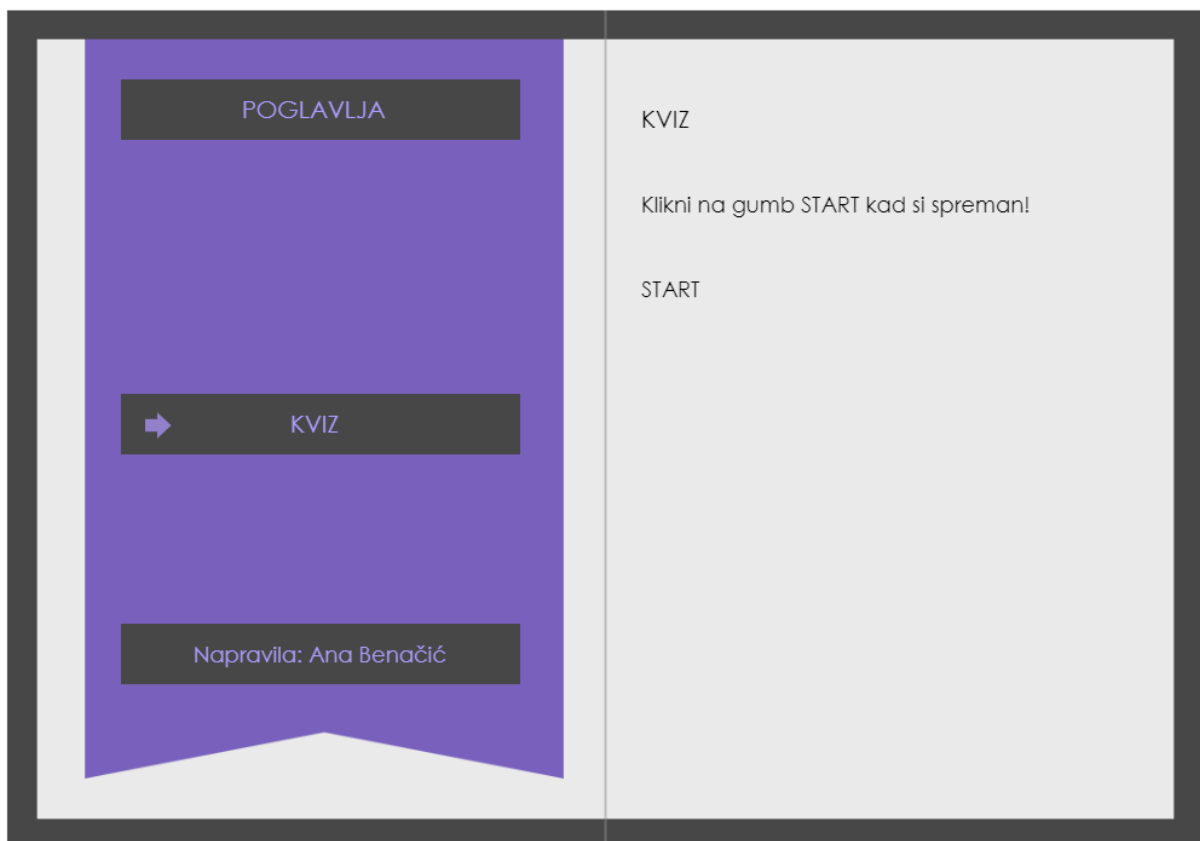 POGLAVLJA
KVIZ
Napravila: Ana Benačić
KVIZ
Klikni na gumb START kad si spreman!
START